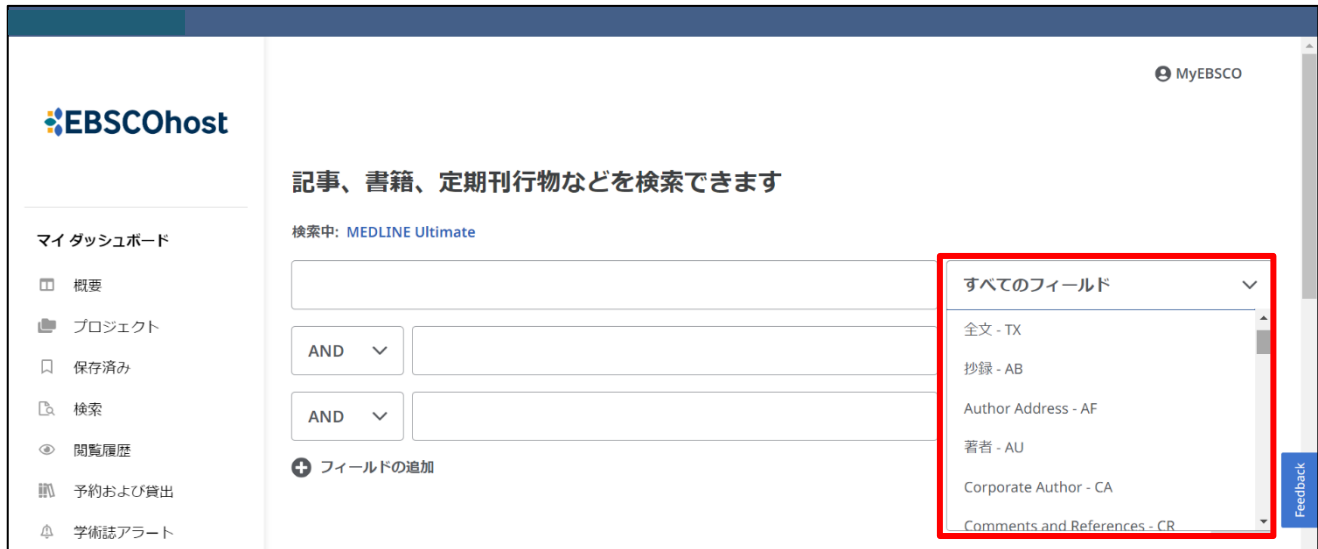 MyEBSCO
EBSCOhost
記事、書籍、定期刊行物などを検索できます
検索中: MEDLINE Ultimate
マイ ダッシュボード
概要
プロジェクト
保存済み
検索
閲覧履歴
予約および貸出
学術誌アラート
すべてのフィールド
全文 - TX
抄録 - AB
Author Address - AF
著者 - AU
Corporate Author - CA
Comments and References - CR
AND
AND
フィールドの追加
Feedback